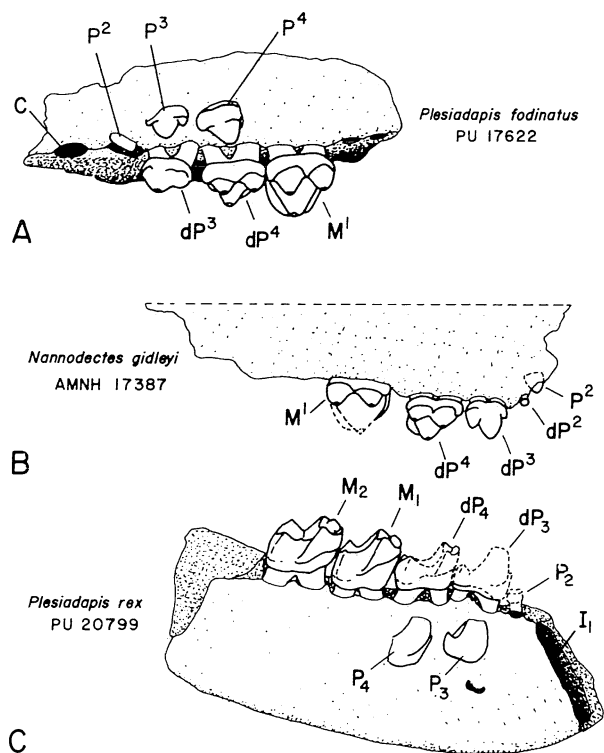 P²
P³
P⁴
C
dP³
dP⁴
M¹
Plesiadapis fodinatus
PU 17622
A
Nannodectes gidleyi
AMNH 17387
M¹
dP⁴
dP³
dP²
P²
B
M₂
M₁
dP₄
dP₃
P₂
I₁
Plesiadapis rex
PU 20799
P₄
P₃
C